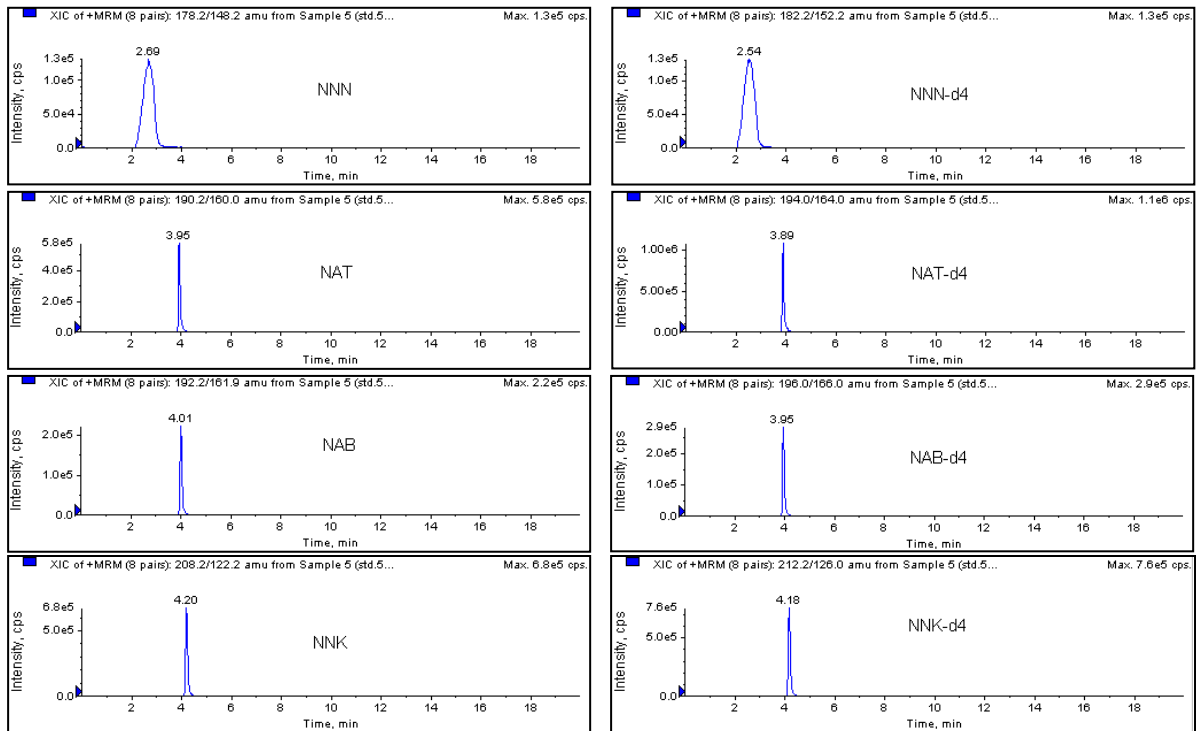 XIC of +MRM (8 pairs): 178.2/148.2 amu from Sample 5 (std.5... Max. 1.3e5 cps.
2.69
1.3e5
1.0e5
5.0e4
0.0
Intensity, cps
NNN
2 4 6 8 10 12 14 16 18
Time, min
XIC of +MRM (8 pairs): 182.2/152.2 amu from Sample 5 (std.5... Max. 1.3e5 cps.
2.54
1.3e5
1.0e5
5.0e4
0.0
Intensity, cps
NNN-d4
2 4 6 8 10 12 14 16 18
Time, min
XIC of +MRM (8 pairs): 190.2/160.0 amu from Sample 5 (std.5... Max. 5.8e5 cps.
3.95
5.8e5
4.0e5
2.0e5
0.0
Intensity, cps
NAT
2 4 6 8 10 12 14 16 18
Time, min
XIC of +MRM (8 pairs): 194.0/164.0 amu from Sample 5 (std.5... Max. 1.1e6 cps.
3.89
1.00e6
5.00e5
0.00
Intensity, cps
NAT-d4
2 4 6 8 10 12 14 16 18
Time, min
XIC of +MRM (8 pairs): 192.2/161.9 amu from Sample 5 (std.5... Max. 2.2e5 cps.
4.01
2.0e5
1.0e5
0.0
Intensity, cps
NAB
2 4 6 8 10 12 14 16 18
Time, min
XIC of +MRM (8 pairs): 196.0/166.0 amu from Sample 5 (std.5... Max. 2.9e5 cps.
3.95
2.9e5
2.0e5
1.0e5
0.0
Intensity, cps
NAB-d4
2 4 6 8 10 12 14 16 18
Time, min
XIC of +MRM (8 pairs): 208.2/122.2 amu from Sample 5 (std.5... Max. 6.8e5 cps.
4.20
6.8e5
5.0e5
0.0
Intensity, cps
NNK
2 4 6 8 10 12 14 16 18
Time, min
XIC of +MRM (8 pairs): 212.2/126.0 amu from Sample 5 (std.5... Max. 7.6e5 cps.
4.18
7.6e5
5.0e5
0.0
Intensity, cps
NNK-d4
2 4 6 8 10 12 14 16 18
Time, min